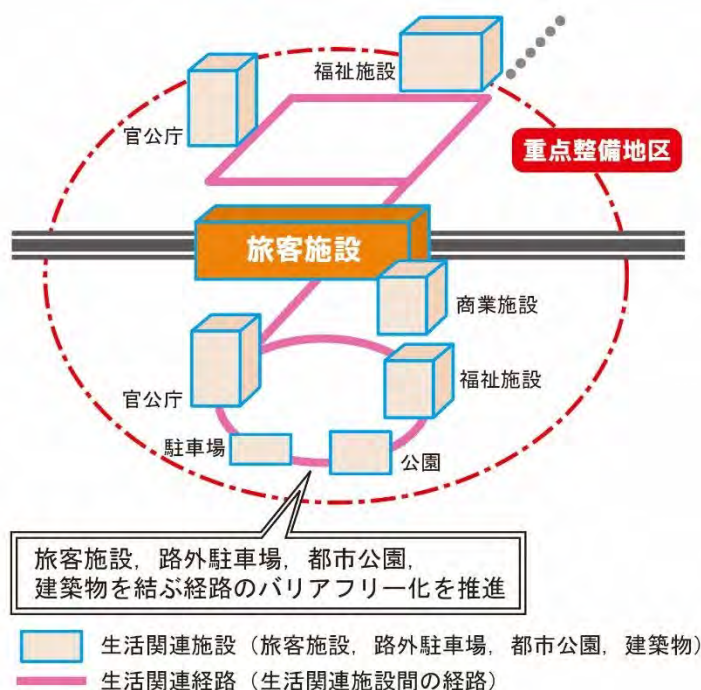 福祉施設
官公庁
重点整備地区
旅客施設
商業施設
官公庁
福祉施設
駐車場
公園
旅客施設，路外駐車場，都市公園，
建築物を結ぶ経路のバリアフリー化を推進
生活関連施設（旅客施設，路外駐車場，都市公園，建築物）
生活関連経路（生活関連施設間の経路）